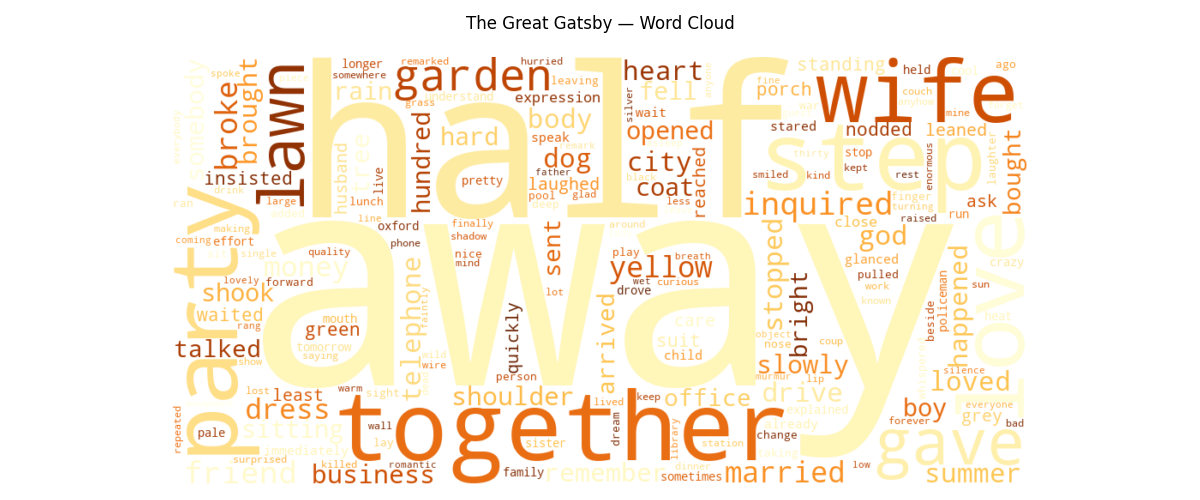 The Great Gatsby — Word Cloud
half
away
together
wife
party
lawn
garden
step
love
gave
heart
fell
rain
longer
somewhere
remarked
hurried
leaving
understand
expression
grass
spoke
somebody
broke
brought
insisted
large
lunch
live
husband
tree
hundred
hard
body
speak
dog
father
laughed
pool
glad
deep
pretty
silver
wait
opened
city
coat
black
less
reached
porch
fine
standing
held
couch
ago
mine
stared
nodded
leaned
war
thirty
stop
smiled
kind
kept
rest
enormous
laughter
bought
finger
turning
inquired
raised
run
ask
close
god
glanced
pulled
work
known
crazy
sun
happened
policeman
beside
heat
silence
loved
everyone
boy
grey
forever
bad
summer
drink
ran
added
line
making
coming
effort
single
oxford
phone
finally
shadow
nice
mind
quality
lovely
forward
money
shook
waited
rang
mouth
green
tomorrow
saying
talked
show
telephone
faintly
wild
wire
quickly
person
sent
lot
around
play
breath
yellow
wet
curious
drove
arrived
care
suit
child
stopped
bright
object
nose
coup
slowly
murmur
lip
drive
explained
already
taking
change
lost
least
warm
sight
dress
sitting
wall
lay
immediately
surprised
repeated
pale
friend
killed
romantic
business
shoulder
lived
keep
office
dream
sister
family
remember
library
station
dinner
sometimes
married
low